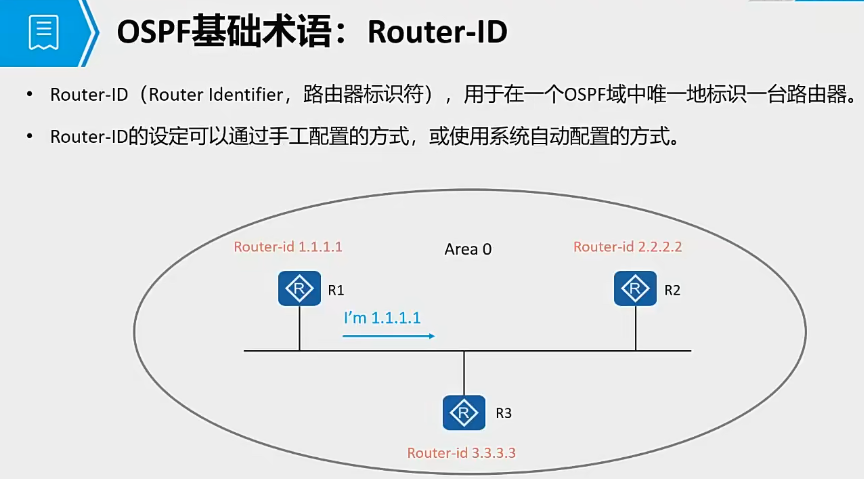 OSPF基础术语：Router-ID
• Router-ID（Router Identifier，路由器标识符），用于在一个OSPF域中唯一地标识一台路由器。
• Router-ID的设定可以通过手工配置的方式，或使用系统自动配置的方式。
Router-id 1.1.1.1
Area 0
Router-id 2.2.2.2
R
R1
R
R2
I’m 1.1.1.1
R
R3
Router-id 3.3.3.3